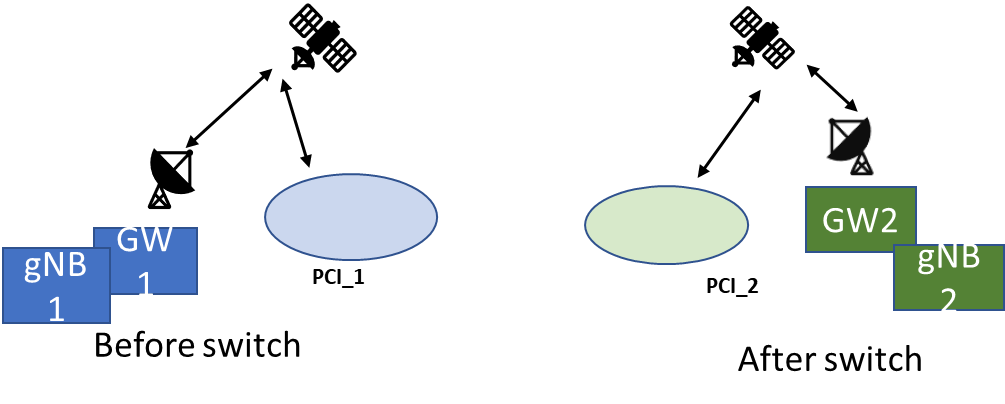 GW
1
gNB
1
PCI_1
Before switch
GW2
gNB
2
PCI_2
After switch